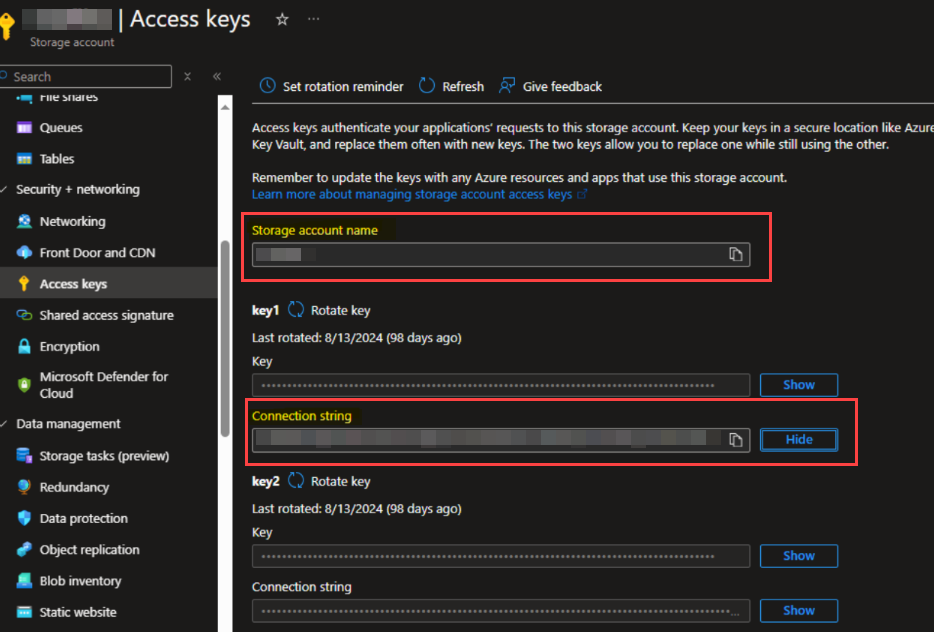 | Access keys
Storage account
Search
File shares
Queues
Tables
Security + networking
Networking
Front Door and CDN
Access keys
Shared access signature
Encryption
Microsoft Defender for
Cloud
Data management
Storage tasks (preview)
Redundancy
Data protection
Object replication
Blob inventory
Static website
Set rotation reminder
Refresh
Give feedback
Access keys authenticate your applications' requests to this storage account. Keep your keys in a secure location like Azure
Key Vault, and replace them often with new keys. The two keys allow you to replace one while still using the other.
Remember to update the keys with any Azure resources and apps that use this storage account.
Learn more about managing storage account access keys
Storage account name
key1
Rotate key
Last rotated: 8/13/2024 (98 days ago)
Key
Show
Connection string
Hide
key2
Rotate key
Last rotated: 8/13/2024 (98 days ago)
Key
Show
Connection string
Show